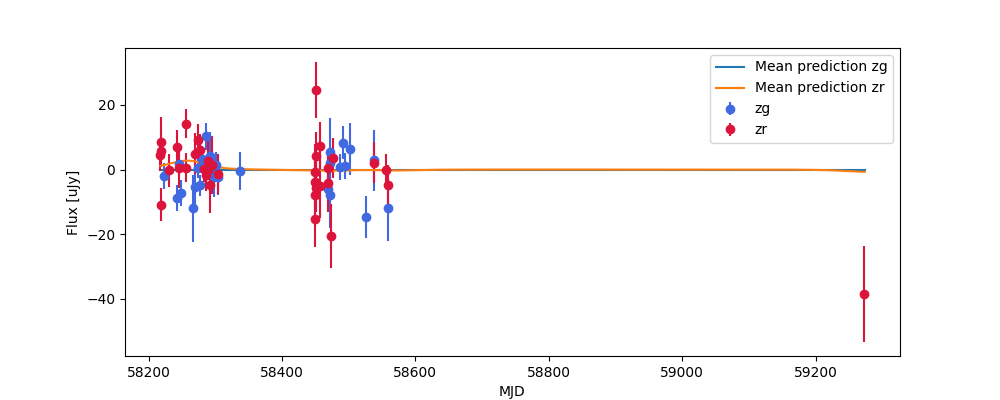 Mean prediction zg
Mean prediction zr
zg
zr
Flux [uJy]
20
0
−20
−40
58200 58400 58600 58800 59000 59200
MJD